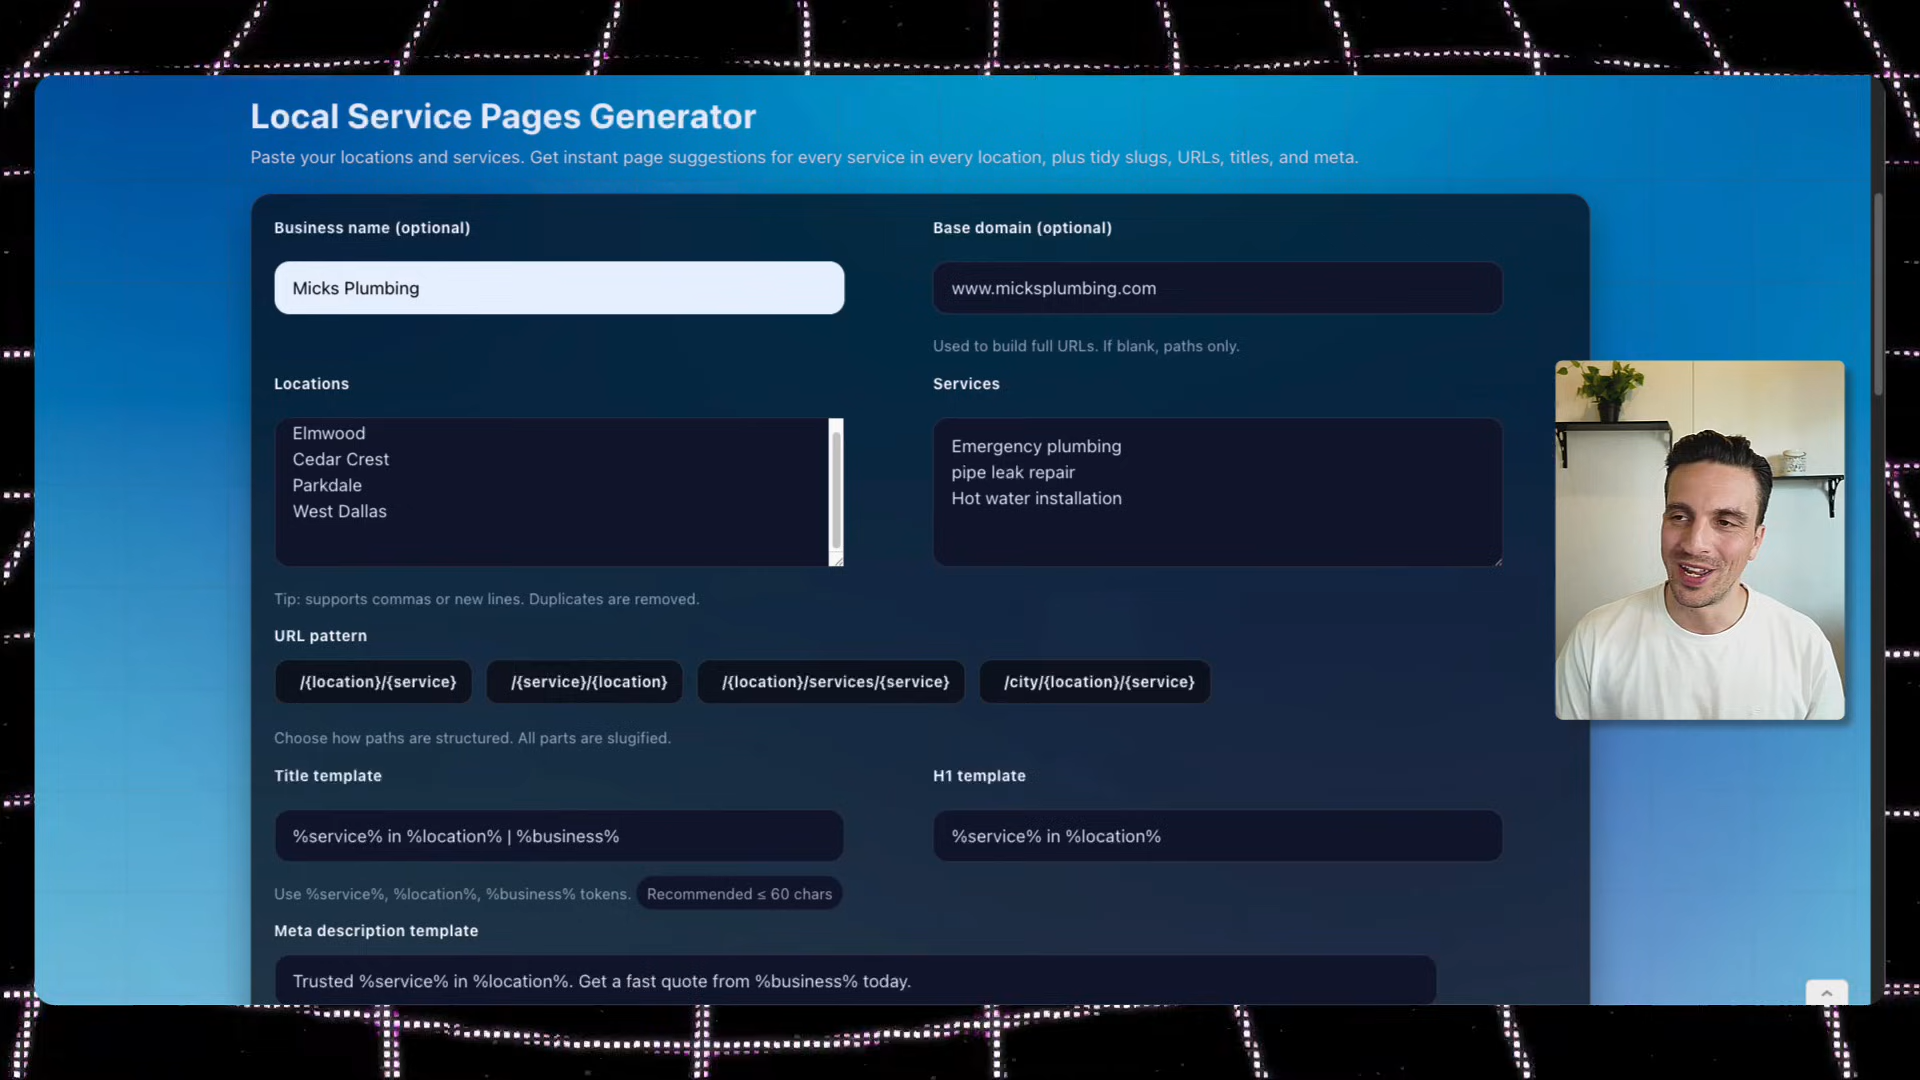 Local Service Pages Generator
Paste your locations and services. Get instant page suggestions for every service in every location, plus tidy slugs, URLs, titles, and meta.
Business name (optional)
Base domain (optional)
Micks Plumbing
www.micksplumbing.com
Used to build full URLs. If blank, paths only.
Locations
Services
Elmwood
Cedar Crest
Parkdale
West Dallas
Emergency plumbing
pipe leak repair
Hot water installation
Tip: supports commas or new lines. Duplicates are removed.
URL pattern
/{location}/{service}
/{service}/{location}
/{location}/services/{service}
/city/{location}/{service}
Choose how paths are structured. All parts are slugified.
Title template
H1 template
%service% in %location% | %business%
%service% in %location%
Use %service%, %location%, %business% tokens.
Recommended ≤ 60 chars
Meta description template
Trusted %service% in %location%. Get a fast quote from %business% today.